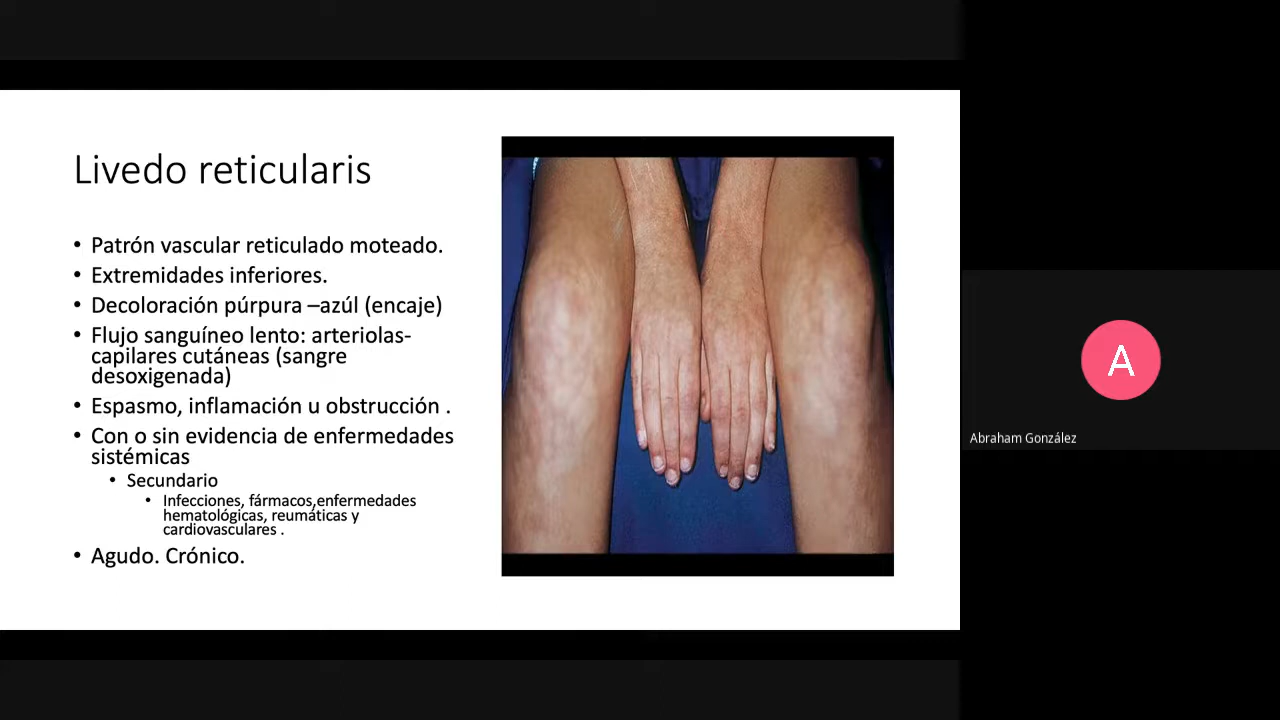 Livedo reticularis
• Patrón vascular reticulado moteado.
• Extremidades inferiores.
• Decoloración púrpura –azúl (encaje)
• Flujo sanguíneo lento: arteriolas-
capilares cutáneas (sangre
desoxigenada)
• Espasmo, inflamación u obstrucción .
• Con o sin evidencia de enfermedades
sistémicas
• Secundario
• Infecciones, fármacos,enfermedades
hematológicas, reumáticas y
cardiovasculares .
• Agudo. Crónico.
A
Abraham González